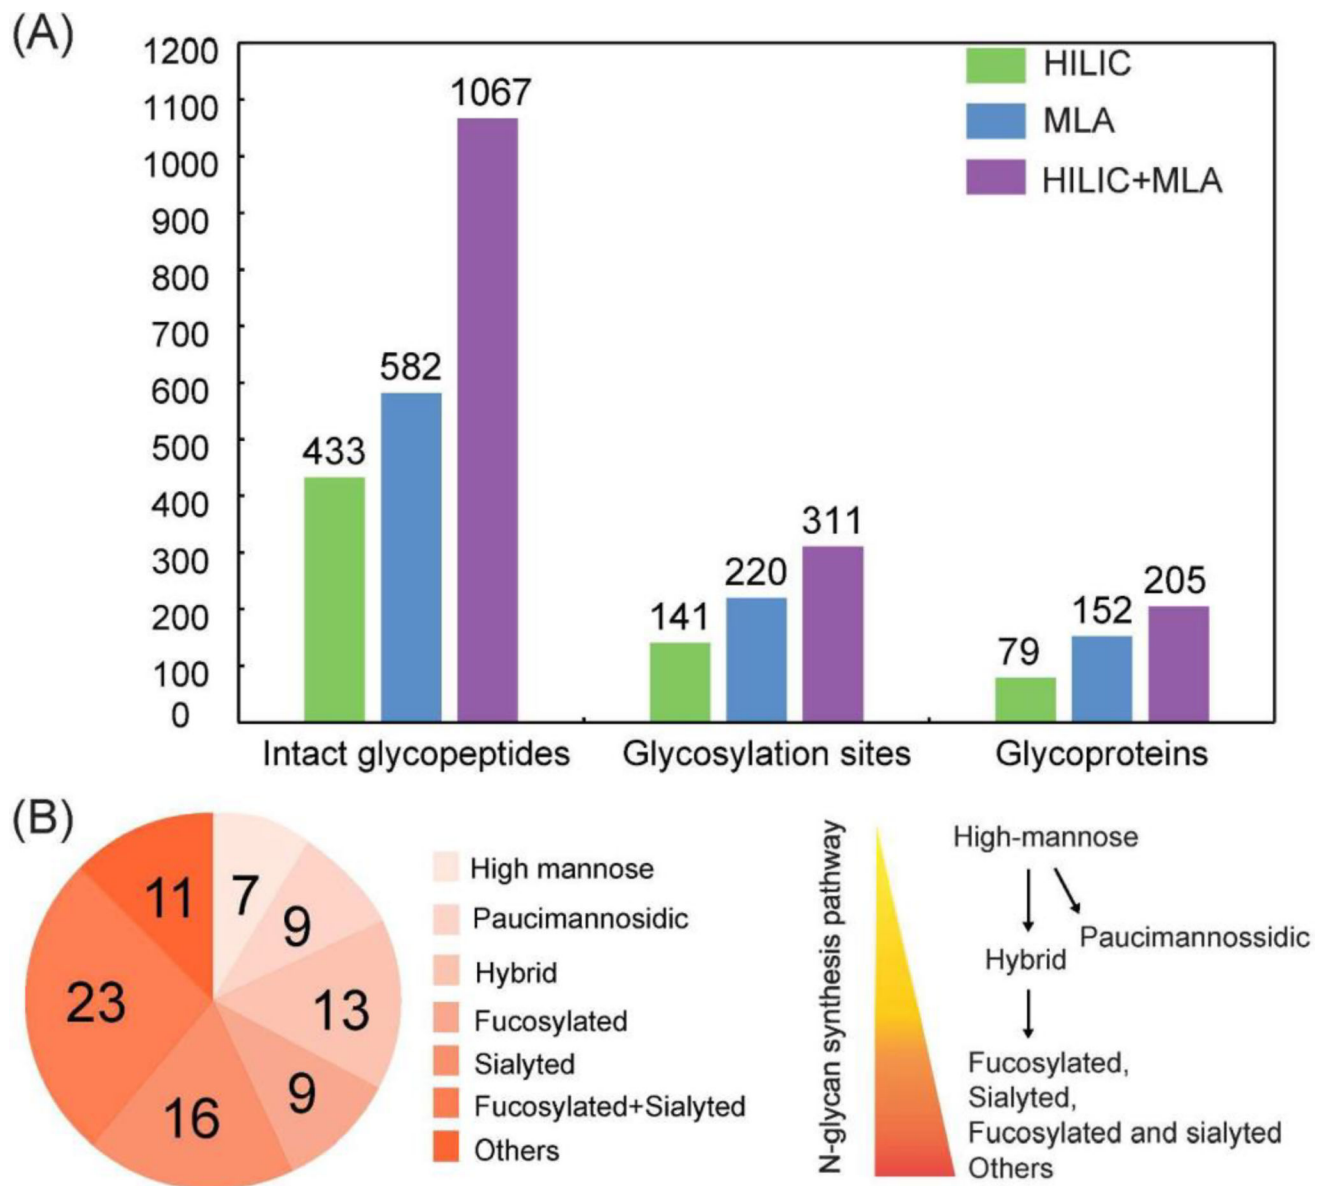 (A)
1200
1100
1000
900
800
700
600
500
400
300
200
100
0
HILIC
MLA
HILIC+MLA
433
582
1067
141
220
311
79
152
205
Intact glycopeptides
Glycosylation sites
Glycoproteins
(B)
7
9
13
9
16
23
11
High mannose
Paucimannosidic
Hybrid
Fucosylated
Sialyted
Fucosylated+Sialyted
Others
N-glycan synthesis pathway
High-mannose
Paucimannossidic
Hybrid
Fucosylated,
Sialyted,
Fucosylated and sialyted
Others